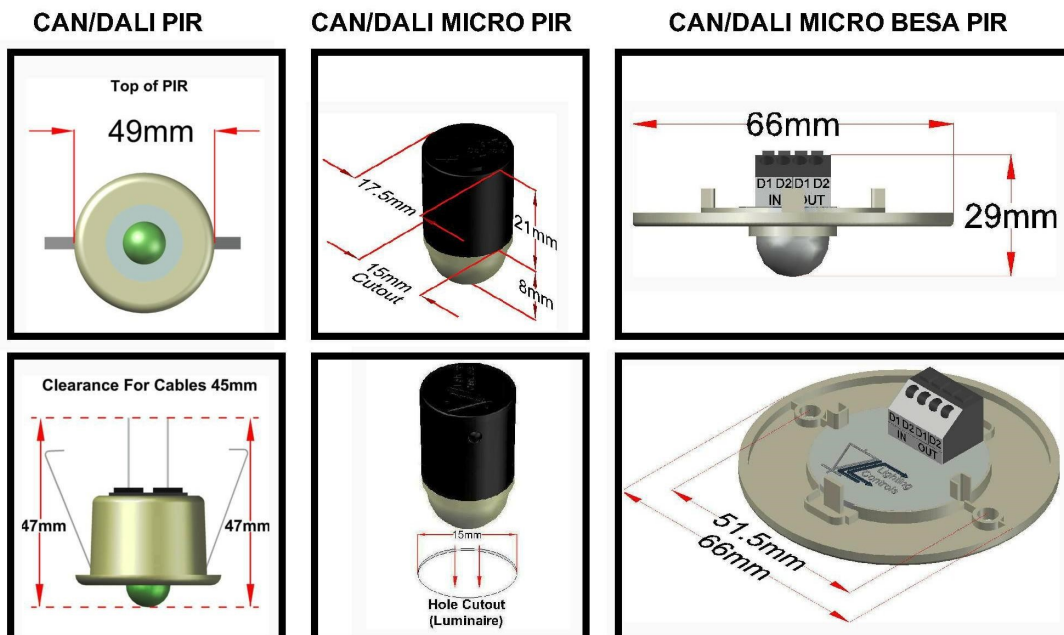 CAN/DALI PIR
CAN/DALI MICRO PIR
CAN/DALI MICRO BESA PIR
Top of PIR
49mm
17.5mm
21mm
15mm
Cutout
8mm
66mm
D1 D2 D1 D2
IN OUT
29mm
Clearance For Cables 45mm
47mm
47mm
15mm
Hole Cutout
(Luminaire)
D1 D2 D1 D2
IN OUT
Lighting
Controls
51.5mm
66mm